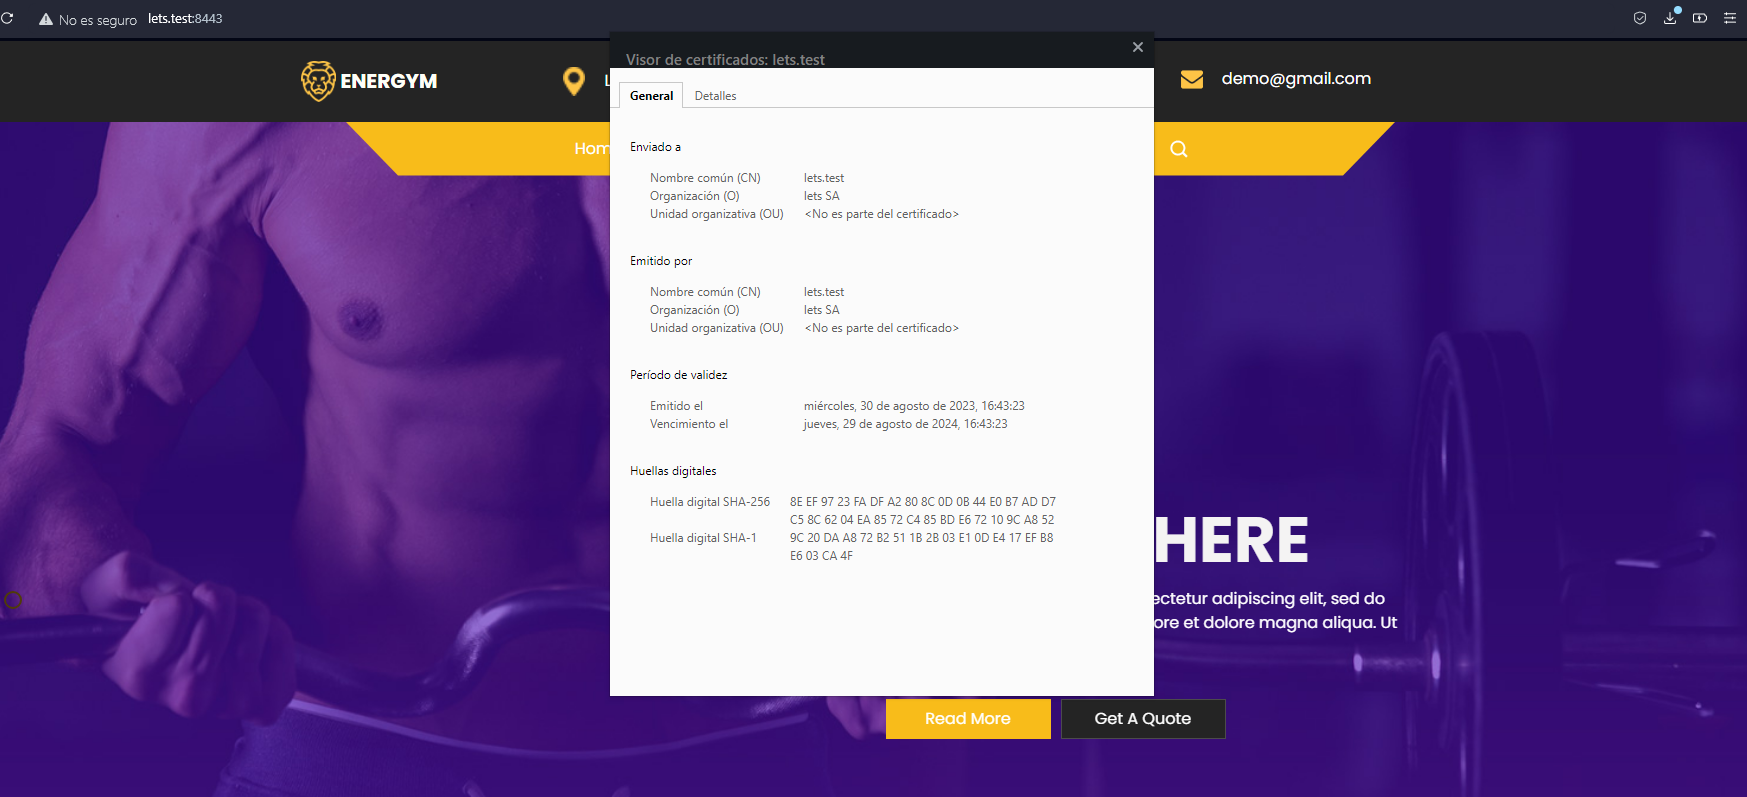 No es seguro lets.test:8443
Visor de certificados: lets.test
ENERGYM
demo@gmail.com
General Detalles
Enviado a
Nombre común (CN) lets.test
Organización (O) lets SA
Unidad organizativa (OU) <No es parte del certificado>
Emitido por
Nombre común (CN) lets.test
Organización (O) lets SA
Unidad organizativa (OU) <No es parte del certificado>
Período de validez
Emitido el miércoles, 30 de agosto de 2023, 16:43:23
Vencimiento el jueves, 29 de agosto de 2024, 16:43:23
Huellas digitales
Huella digital SHA-256 8E EF 97 23 FA DF A2 80 8C 0D 0B 44 E0 B7 AD D7
C5 8C 62 04 EA 85 72 C4 85 BD E6 72 10 9C A8 52
Huella digital SHA-1 9C 20 DA A8 72 B2 51 1B 2B 03 E1 0D E4 17 EF B8
E6 03 CA 4F
HERE
adipiscing elit, sed do
et dolore magna aliqua. Ut
Read More Get A Quote